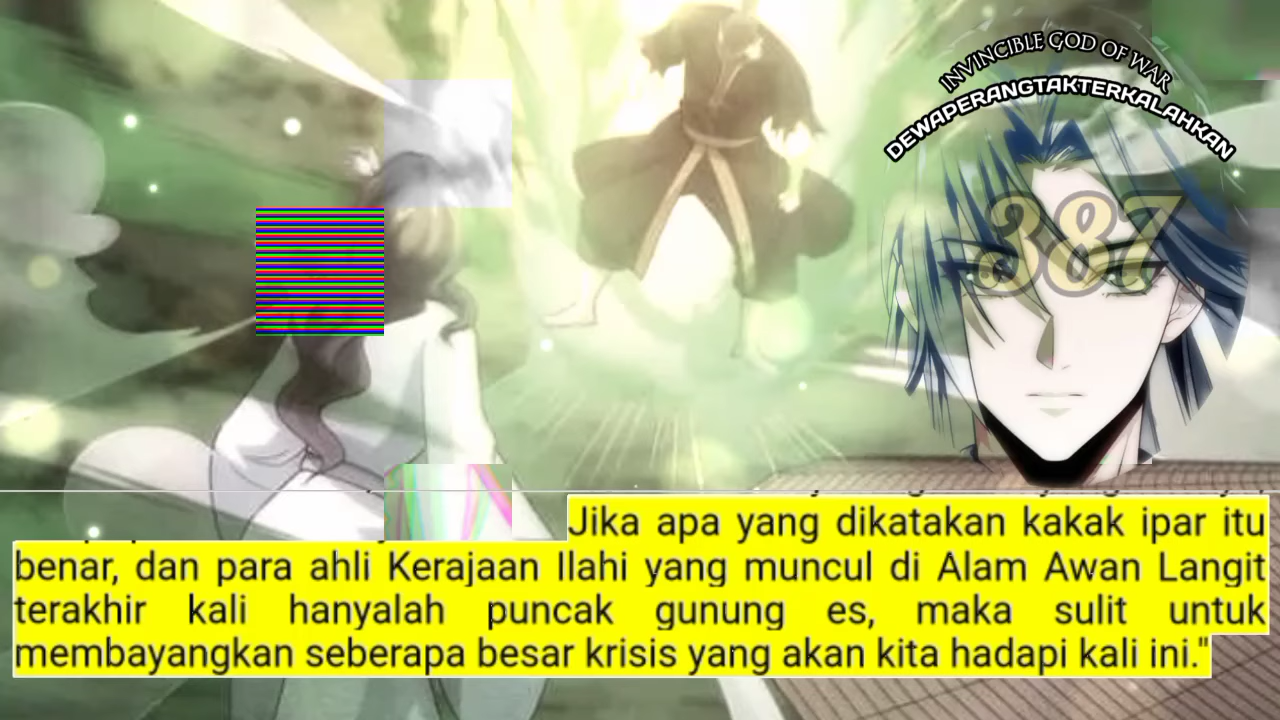 INVINCIBLE GOD OF WAR
DEWAPERANGTAKTERKALAHKAN
387
Jika apa yang dikatakan kakak ipar itu
benar, dan para ahli Kerajaan Ilahi yang muncul di Alam Awan Langit
terakhir kali hanyalah puncak gunung es, maka sulit untuk
membayangkan seberapa besar krisis yang akan kita hadapi kali ini."